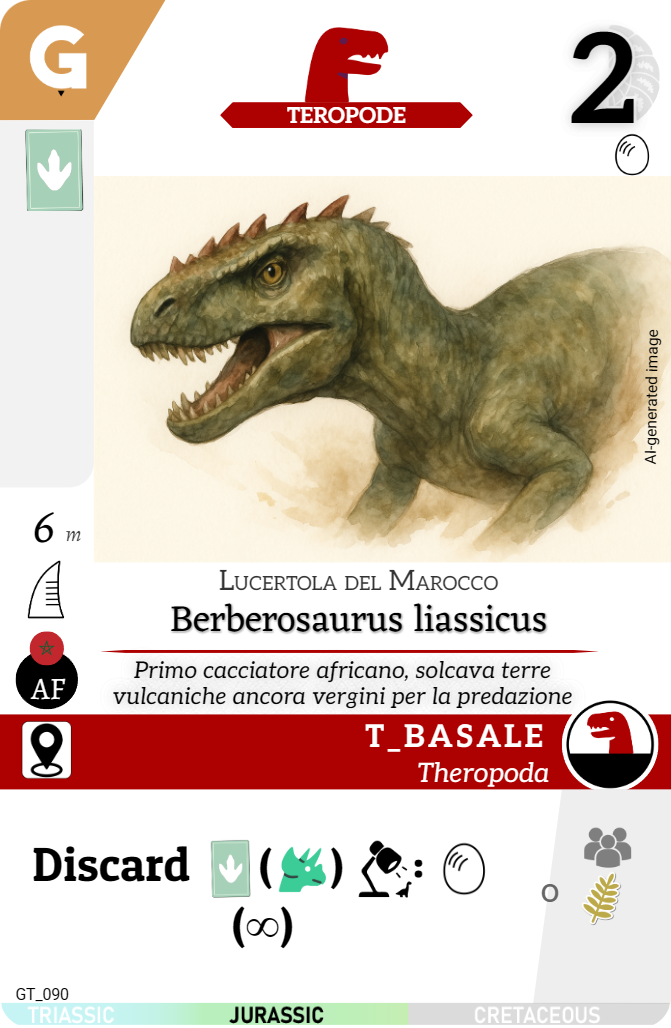 G
TEROPODE
2
AI-generated image
6 m
AF
Lucertola del Marocco
Berberosaurus liassicus
Primo cacciatore africano, solcava terre
vulcaniche ancora vergini per la predazione
T_BASALE
Theropoda
Discard ( ) :
(∞)
o
GT_090
TRIASSIC JURASSIC CRETACEOUS